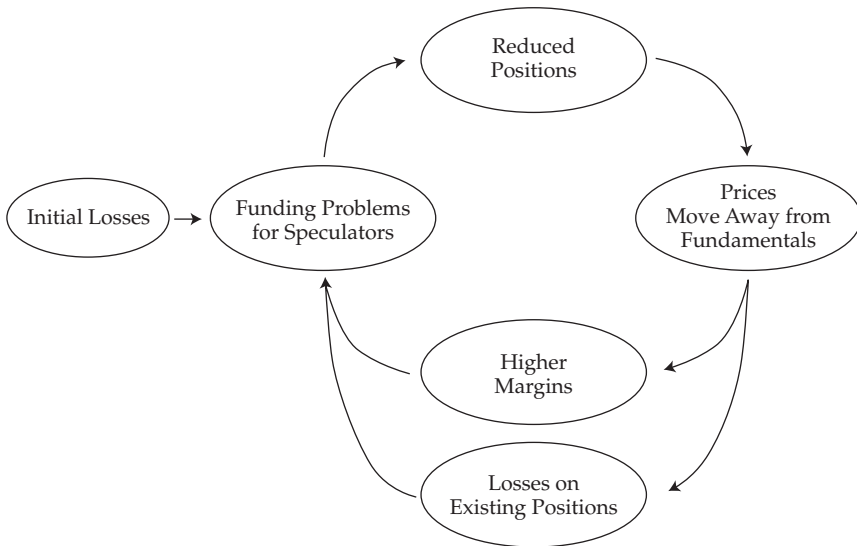 Reduced
Positions
Initial Losses
Funding Problems
for Speculators
Prices
Move Away from
Fundamentals
Higher
Margins
Losses on
Existing Positions